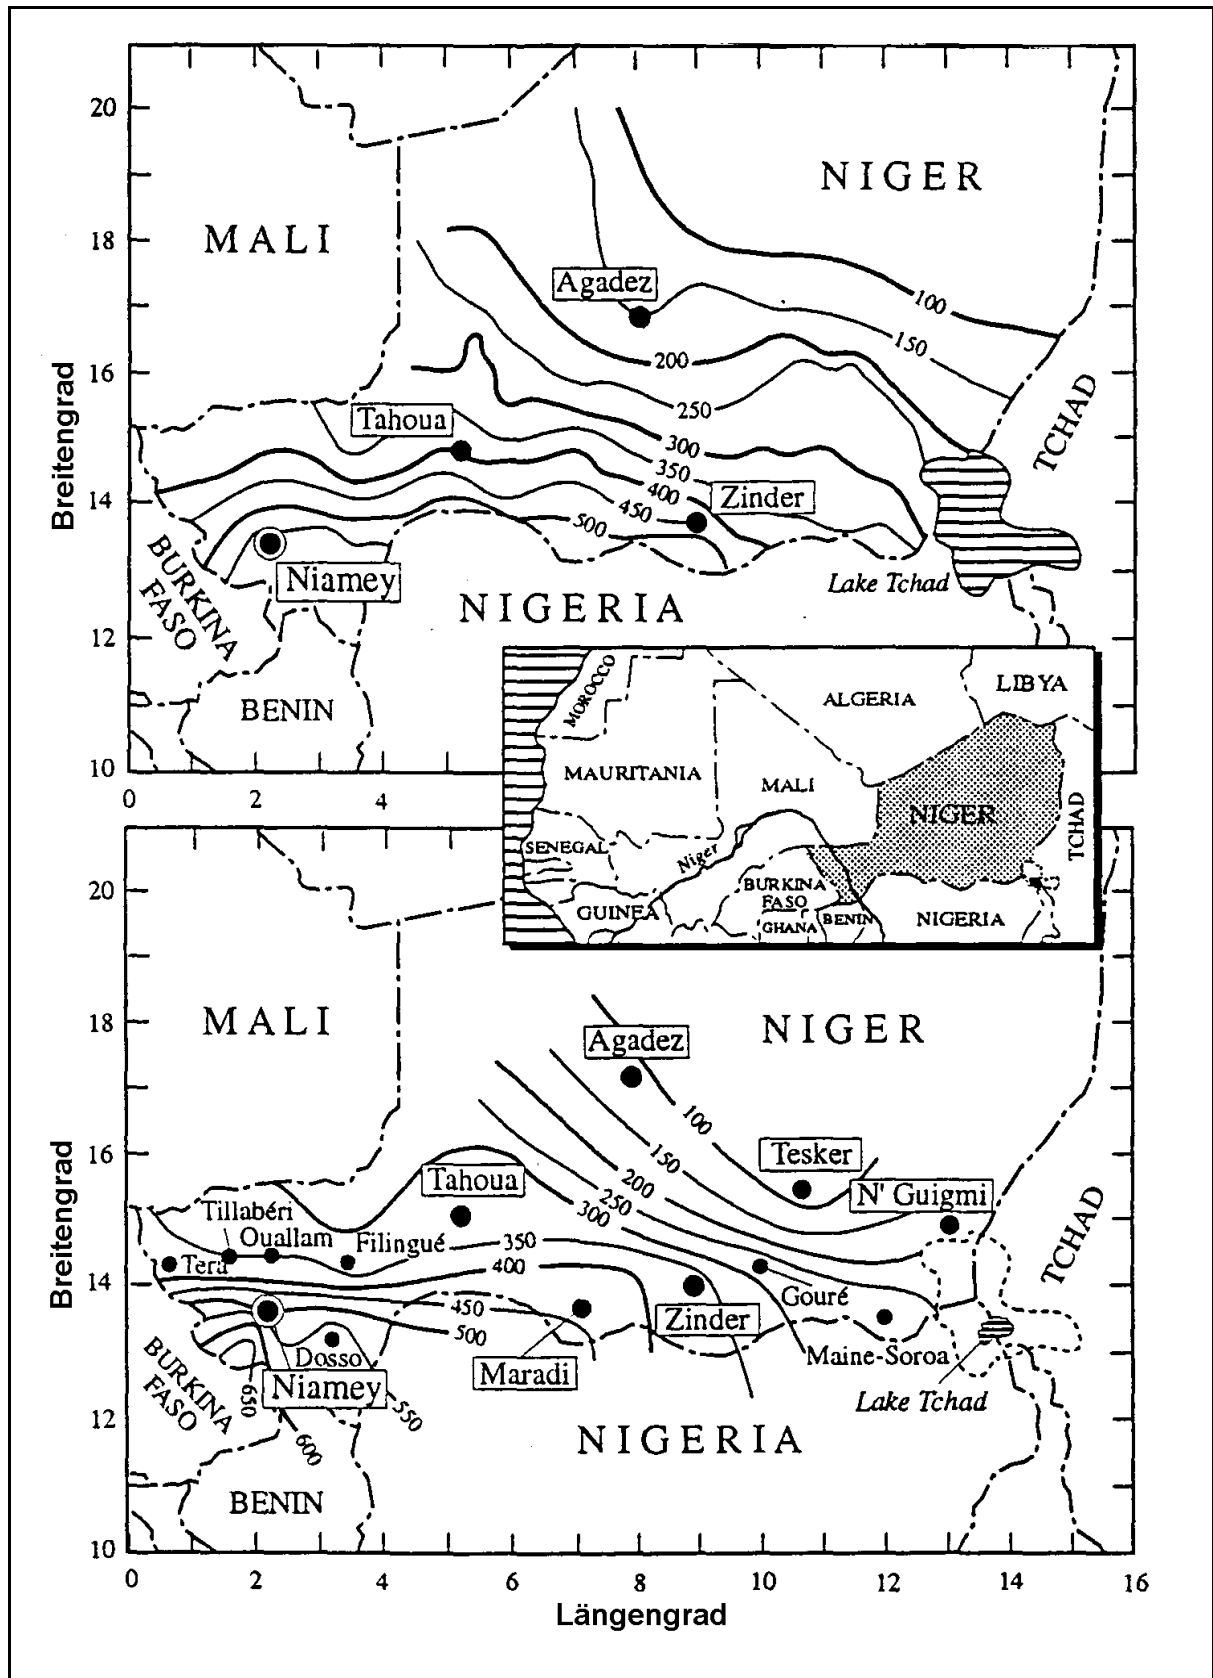 20
18
16
14
12
10
Breitengrad
MALI
NIGER
Agadez
100
150
200
250
TCHAD
Tahoua
300
350
400
Zinder
450
500
BURKINA
FASO
Niamey
NIGERIA
Lake Tchad
BENIN
0
2
4
MOROCCO
ALGERIA
LIBYA
MAURITANIA
MALI
NIGER
TCHAD
SENEGAL
Niger
BURKINA
FASO
GUINEA
GHANA
BENIN
NIGERIA
20
18
16
14
12
10
Breitengrad
MALI
NIGER
Agadez
100
150
Tesker
Tahoua
200
N' Guigmi
250
300
Tillabéri
Ouallam
Filingué
350
TCHAD
Tera
400
Gouré
450
Zinder
500
Dosso
Maradi
Maine-Soroa
BURKINA
FASO
650
Niamey
550
Lake Tchad
600
NIGERIA
BENIN
0
2
4
6
8
10
12
14
16
Längengrad